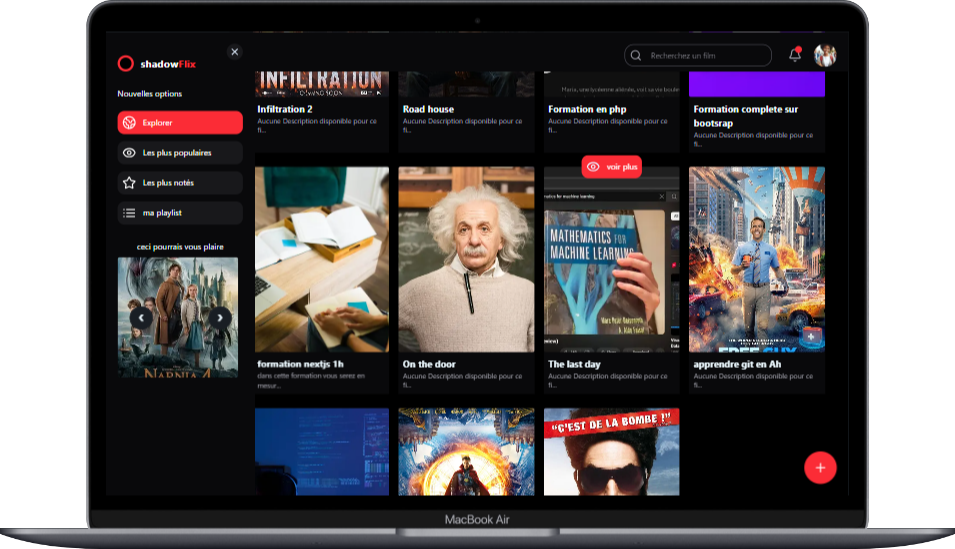 shadowFlix
Nouvelles options
Explorer
Les plus populaires
Les plus notés
ma playlist
ceci pourrais vous plaire
NARNIA 4
Recherchez un film
INFILTRATION
COMING SOON
Infiltration 2
Aucune Description disponible pour ce
fi...
Road house
Aucune Description disponible pour ce
fi...
Formation en php
Aucune Description disponible pour ce
fi...
Formation complete sur
bootsrap
Aucune Description disponible pour ce
fi...
voir plus
for machine learning
MATHEMATICS FOR
MACHINE LEARNING
formation nextjs 1h
dans cette formation vous serez en
mesur...
On the door
Aucune Description disponible pour ce
fi...
The last day
Aucune Description disponible pour ce
fi...
FREE GUY
apprendre git en Ah
Aucune Description disponible pour ce
fi...
"C'EST DE LA BOMBE !"
MacBook Air